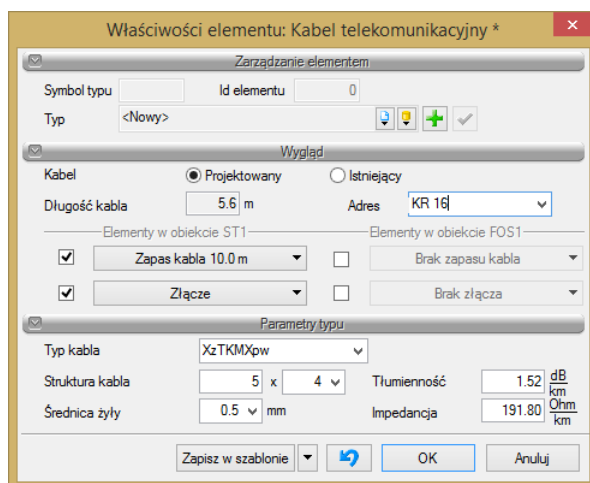 Właściwości elementu: Kabel telekomunikacyjny *
Zarządzanie elementem
Symbol typu Id elementu 0
Typ <Nowy>
Wygląd
Kabel Projektowany Istniejący
Długość kabla 5.6 m Adres KR 16
Elementy w obiekcie ST1 Elementy w obiekcie FOS1
Zapas kabla 10.0 m Brak zapasu kabla
Złącze Brak złącza
Parametry typu
Typ kabla XzTKMXpw
Struktura kabla 5 x 4 Tłumienność 1.52 dB/km
Średnica żyły 0.5 mm Impedancja 191.80 Ohm/km
Zapisz w szablonie OK Anuluj